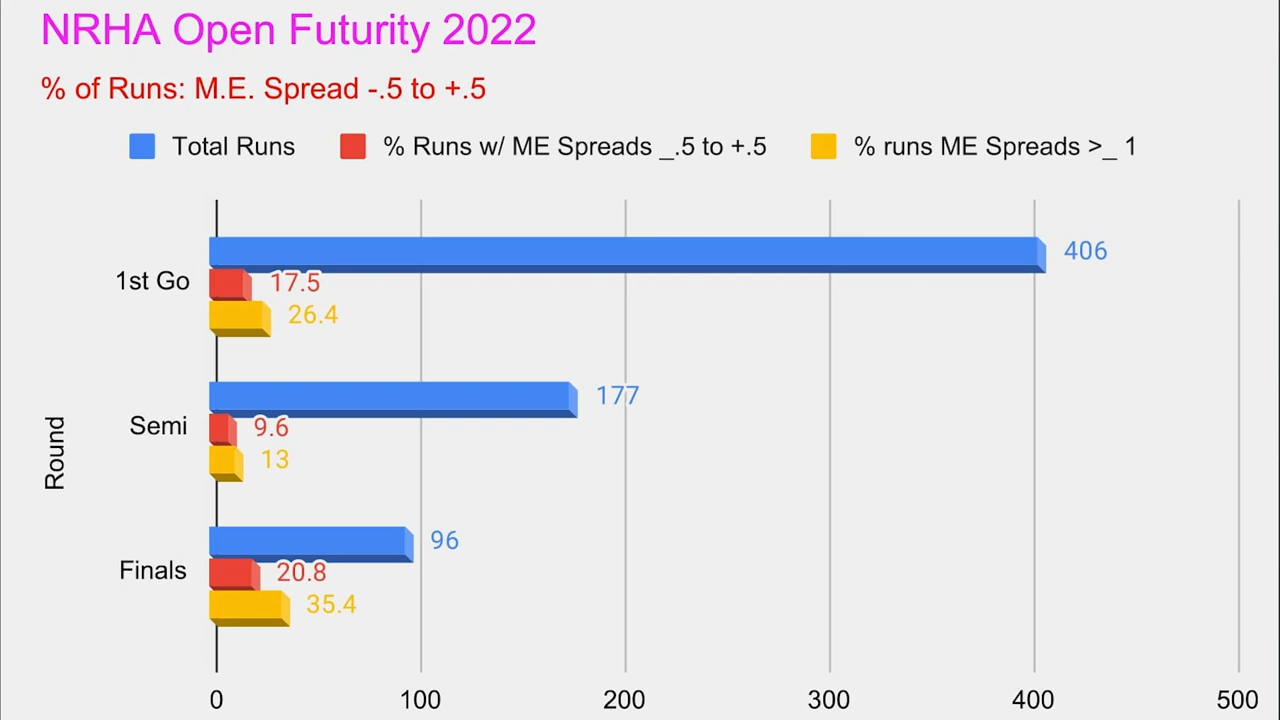 NRHA Open Futurity 2022
% of Runs: M.E. Spread -.5 to +.5
Total Runs
% Runs w/ ME Spreads _.5 to +.5
% runs ME Spreads >_ 1
406
1st Go
17.5
26.4
177
Semi
9.6
13
Round
96
Finals
20.8
35.4
0
100
200
300
400
500